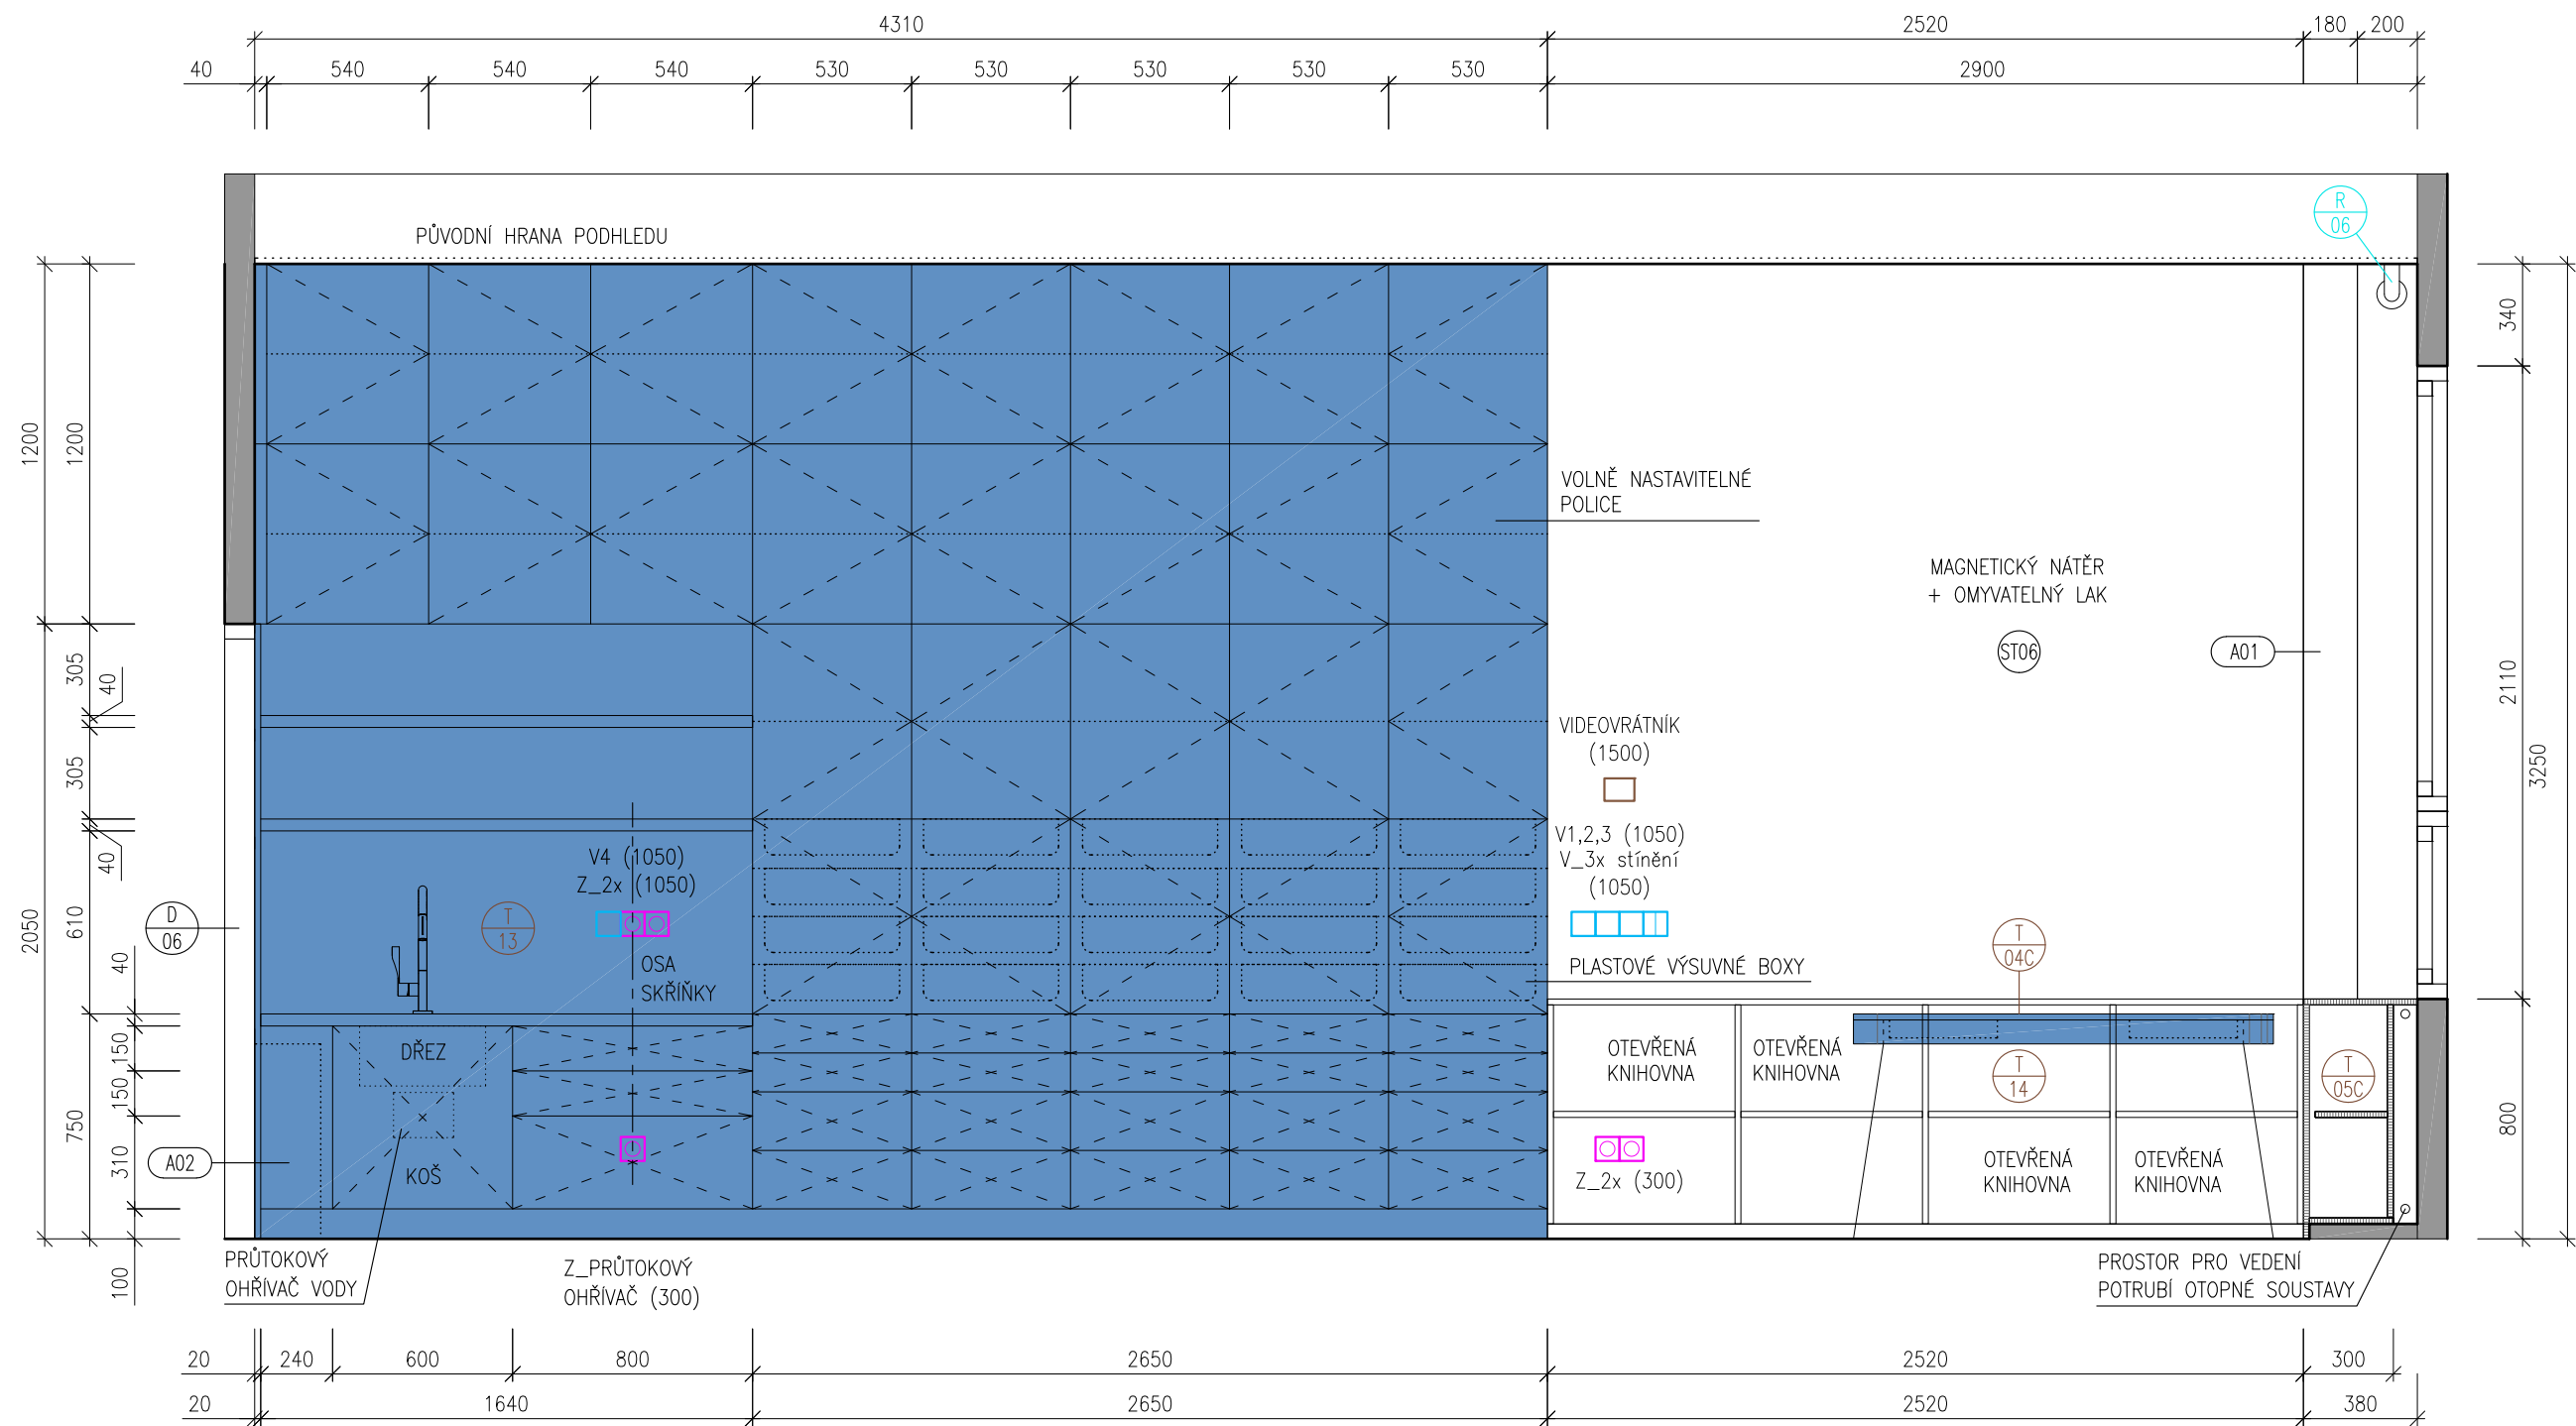 4310
2520
180
200
40
540
540
540
530
530
530
530
530
2900
R
06
PŮVODNÍ HRANA PODHLEDU
1200
1200
340
VOLNĚ NASTAVITELNÉ
POLICE
MAGNETICKÝ NÁTĚR
+ OMYVATELNÝ LAK
ST06
A01
305
40
2110
3250
VIDEOVRÁTNÍK
(1500)
305
40
V1,2,3 (1050)
V_3x stínění
(1050)
V4 (1050)
Z_2x (1050)
2050
610
D
06
T
13
T
04C
40
OSA
SKŘÍŇKY
PLASTOVÉ VÝSUVNÉ BOXY
150
DŘEZ
OTEVŘENÁ
KNIHOVNA
OTEVŘENÁ
KNIHOVNA
T
14
T
05C
150
750
800
310
A02
KOŠ
Z_2x (300)
OTEVŘENÁ
KNIHOVNA
OTEVŘENÁ
KNIHOVNA
100
PRŮTOKOVÝ
OHŘÍVAČ VODY
Z_PRŮTOKOVÝ
OHŘÍVAČ (300)
PROSTOR PRO VEDENÍ
POTRUBÍ OTOPNÉ SOUSTAVY
20
240
600
800
2650
2520
300
20
1640
2650
2520
380